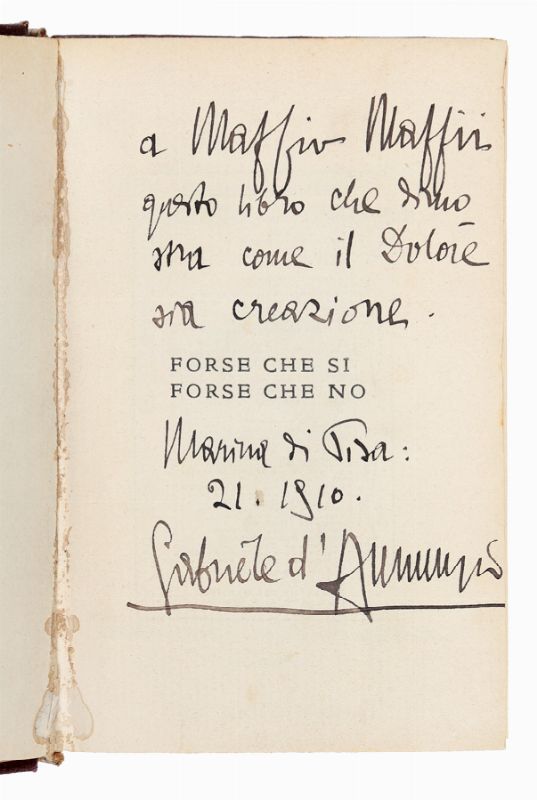 a Maffio Maffii
questo libro che dimo
stra come il Dolore
sia creazione.
FORSE CHE SI
FORSE CHE NO
Marina di Pisa:
21. 1910.
Gabriele d'Annunzio